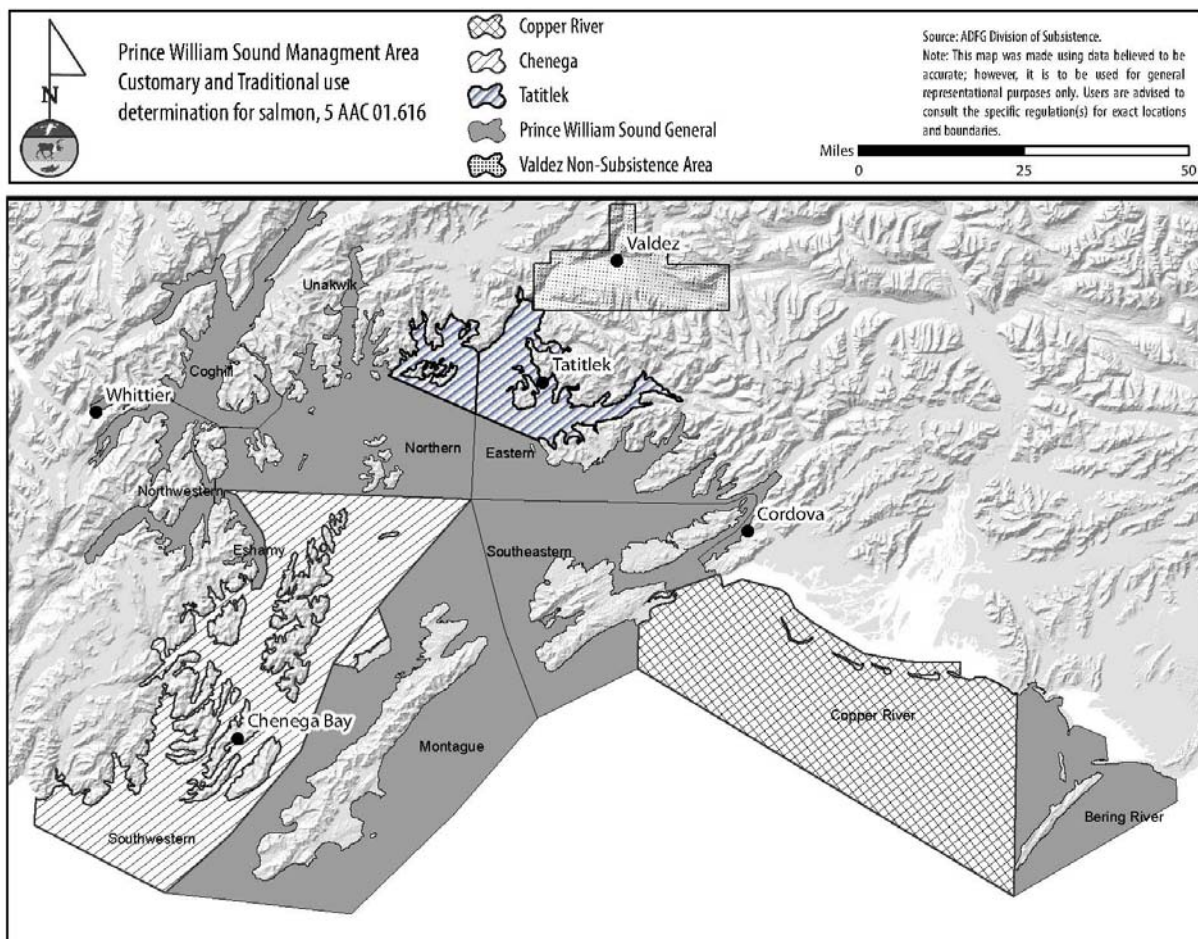 N
Prince William Sound Managment Area
Customary and Traditional use
determination for salmon, 5 AAC 01.616
Copper River
Chenega
Tatitlek
Prince William Sound General
Valdez Non-Subsistence Area
Source: ADFG Division of Subsistence.
Note: This map was made using data believed to be
accurate; however, it is to be used for general
representational purposes only. Users are advised to
consult the specific regulation(s) for exact locations
and boundaries.
Miles
0 25 50
Valdez
Unakwik
Coghill
Tatitlek
Whittier
Northern
Eastern
Northwestern
Cordova
Eshamy
Southeastern
Copper River
Chenega Bay
Montague
Bering River
Southwestern